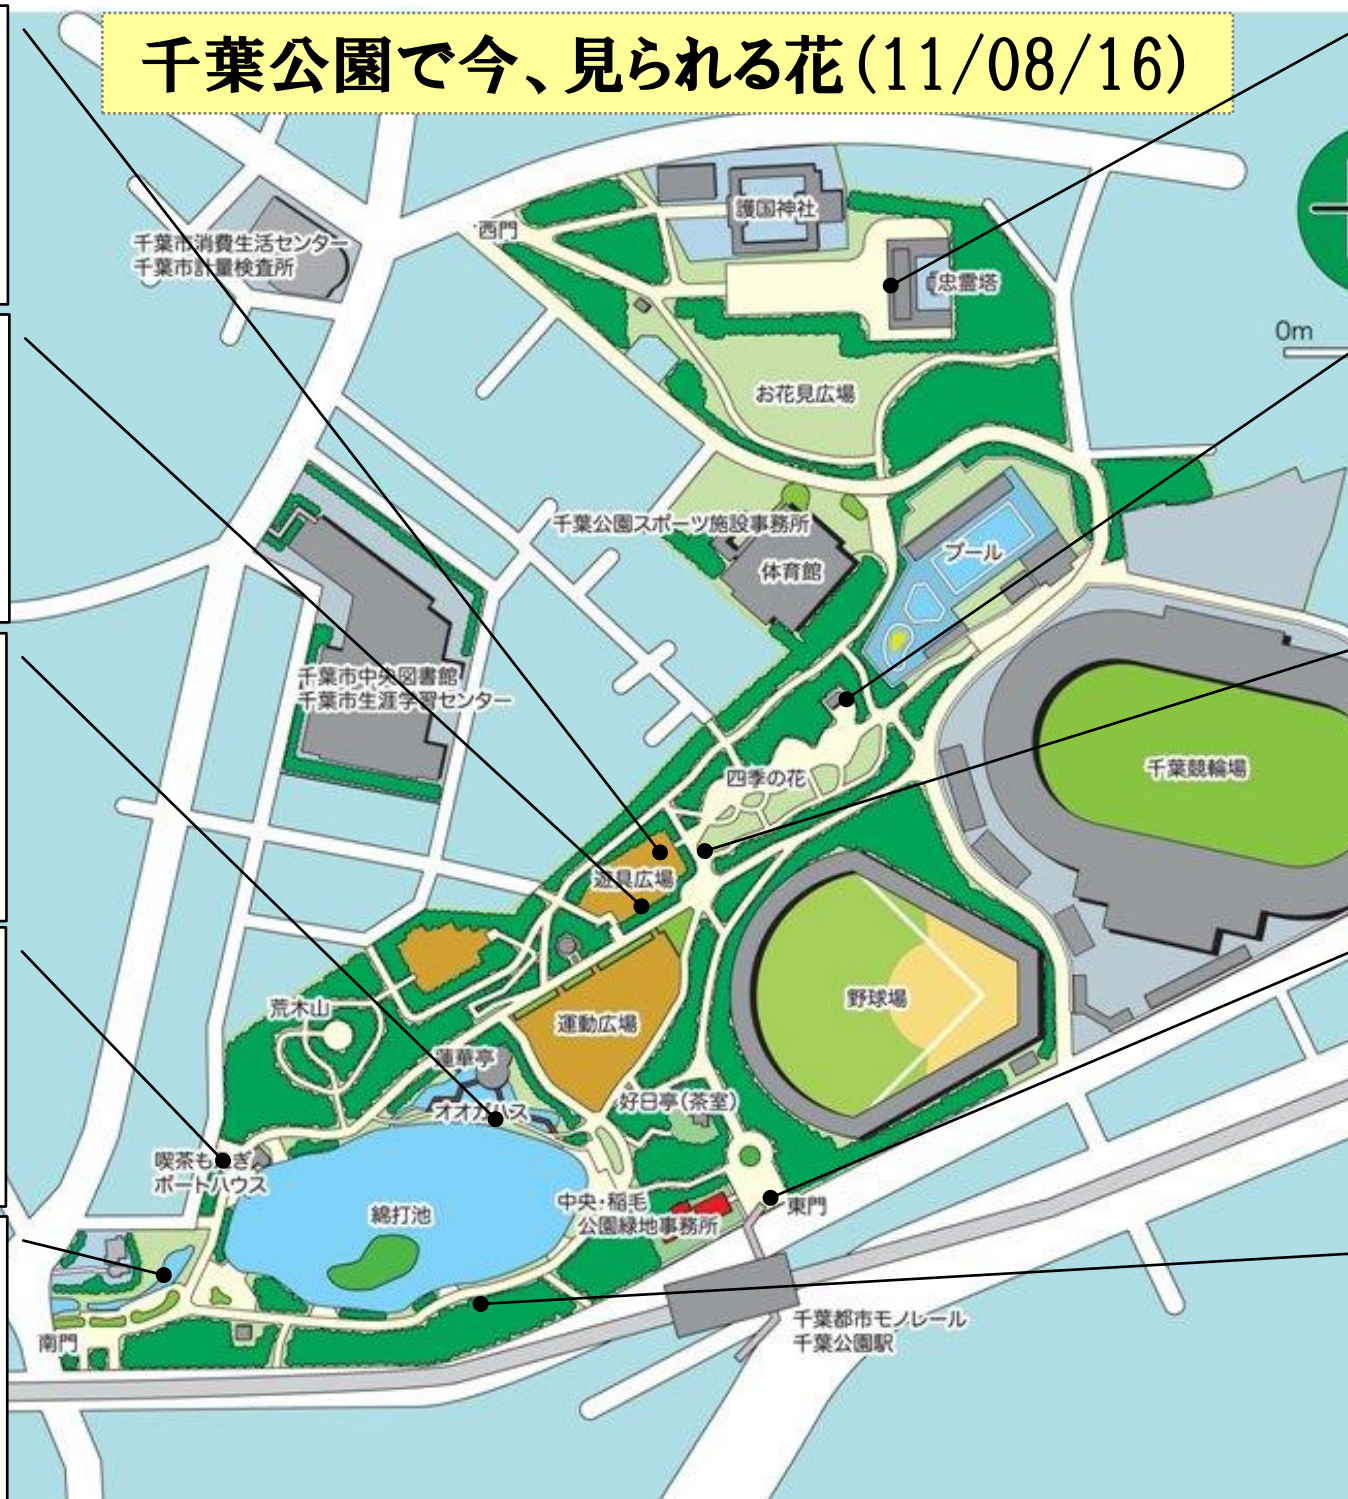 千葉公園で今、見られる花(11/08/16)
護国神社
西門
千葉市消費生活センター
千葉市計量検査所
忠霊塔
0m
お花見広場
千葉公園スポーツ施設事務所
プール
体育館
千葉市中央図書館
千葉市生涯学習センター
四季の花
千葉競輪場
遊具広場
野球場
荒木山
運動広場
蓮華亭
オオガハス
好日亭(茶室)
喫茶もぎ
ボートハウス
中央・稲毛
公園緑地事務所
東門
綿打池
千葉都市モノレール
千葉公園駅
南門